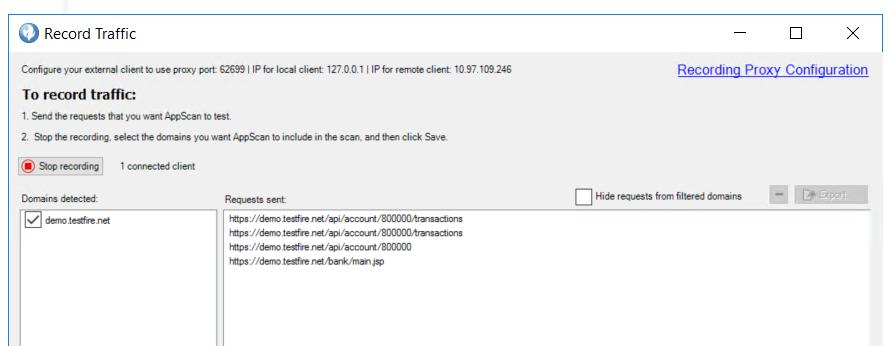 Record Traffic
Configure your external client to use proxy port: 62699 | IP for local client: 127.0.0.1 | IP for remote client: 10.97.109.246
Recording Proxy Configuration
To record traffic:
1. Send the requests that you want AppScan to test.
2. Stop the recording, select the domains you want AppScan to include in the scan, and then click Save.
Stop recording 1 connected client
Domains detected:
Requests sent:
Hide requests from filtered domains
Export
demo.testfire.net
https://demo.testfire.net/api/account/800000/transactions
https://demo.testfire.net/api/account/800000/transactions
https://demo.testfire.net/api/account/800000
https://demo.testfire.net/bank/main.jsp